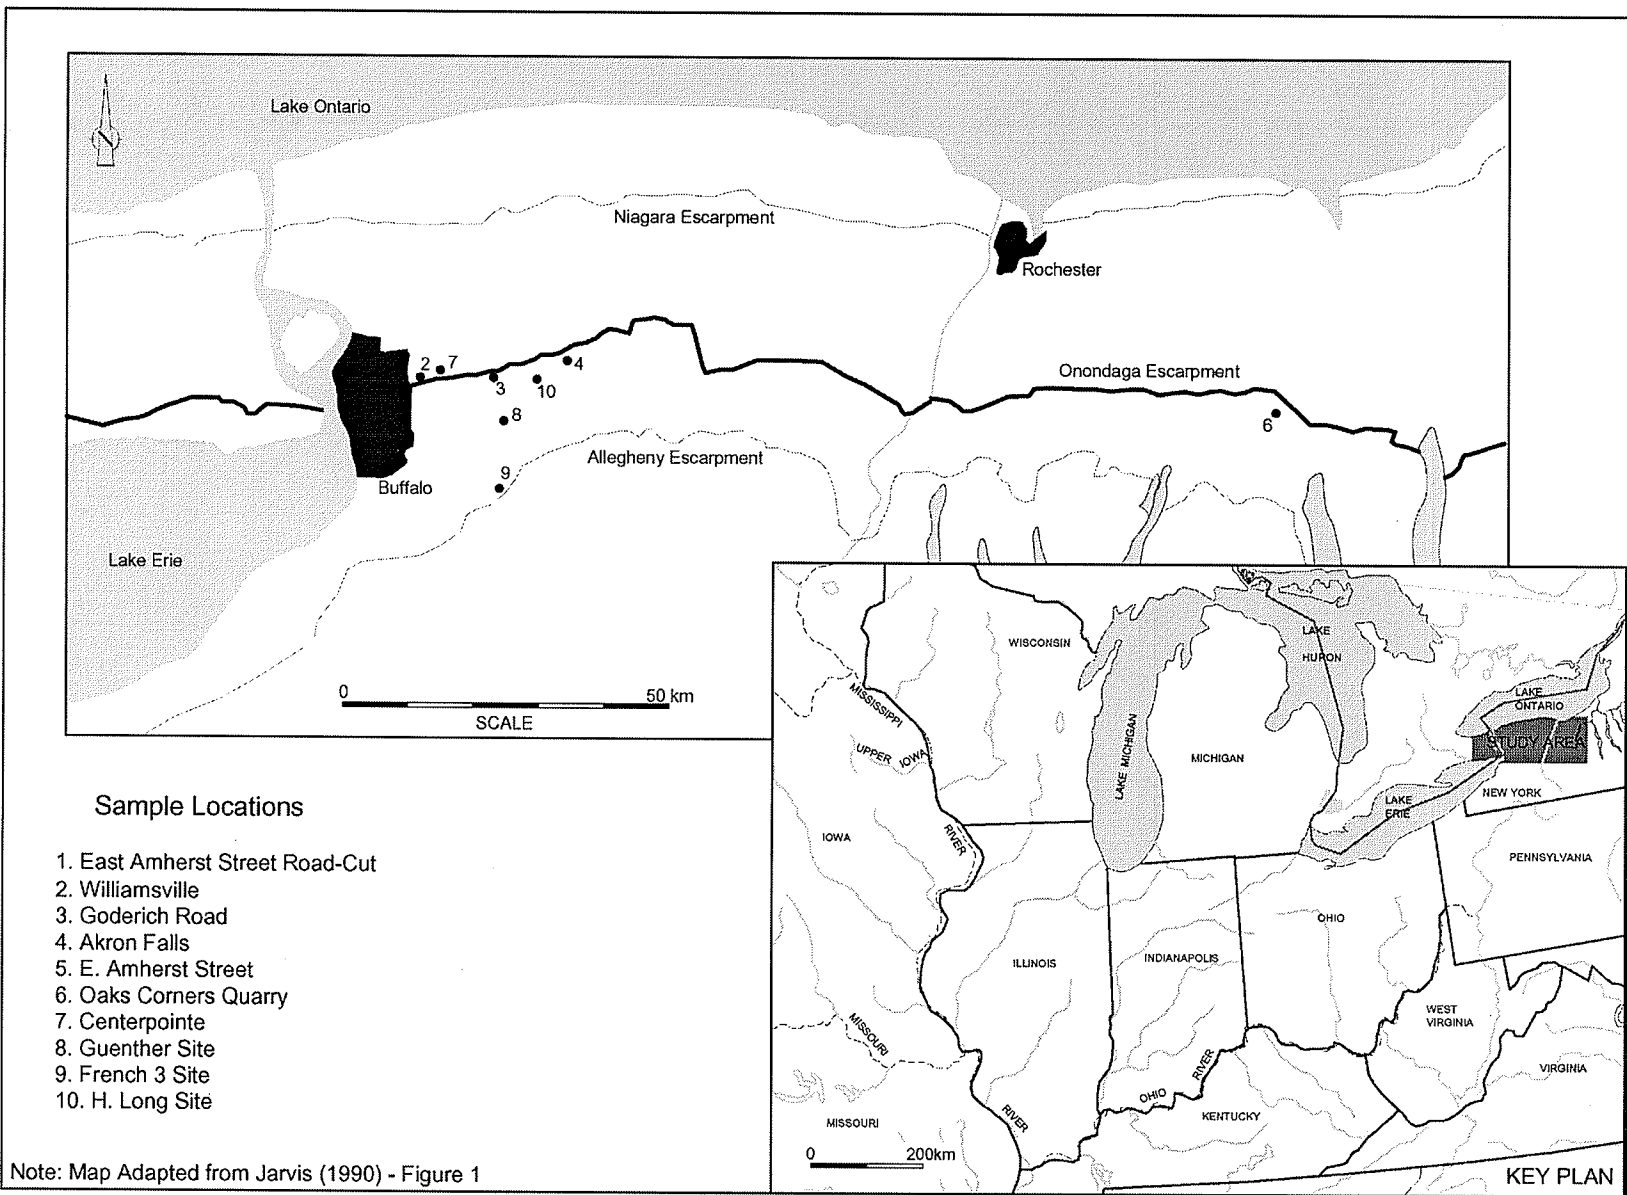 Lake Ontario
Niagara Escarpment
Rochester
2
7
4
3
10
Onondaga Escarpment
8
6
Allegheny Escarpment
9
Buffalo
Lake Erie
0 50 km
SCALE
WISCONSIN
LAKE
HURON
MISSISSIPPI
UPPER IOWA
LAKE MICHIGAN
MICHIGAN
LAKE
ONTARIO
STUDY AREA
NEW YORK
LAKE
ERIE
IOWA
RIVER
PENNSYLVANIA
OHIO
ILLINOIS
INDIANAPOLIS
WEST
VIRGINIA
MISSOURI
VIRGINIA
OHIO RIVER
KENTUCKY
RIVER
MISSOURI
0 200km
KEY PLAN
Sample Locations
1. East Amherst Street Road-Cut
2. Williamsville
3. Goderich Road
4. Akron Falls
5. E. Amherst Street
6. Oaks Corners Quarry
7. Centerpointe
8. Guenther Site
9. French 3 Site
10. H. Long Site
Note: Map Adapted from Jarvis (1990) - Figure 1